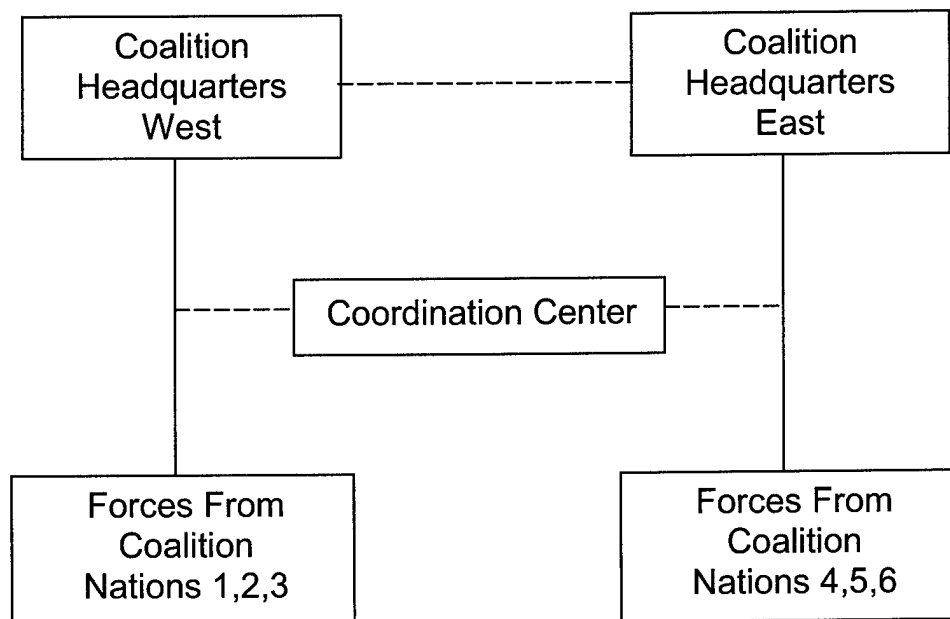 Coalition
Headquarters
West
Coalition
Headquarters
East
Coordination Center
Forces From
Coalition
Nations 1,2,3
Forces From
Coalition
Nations 4,5,6